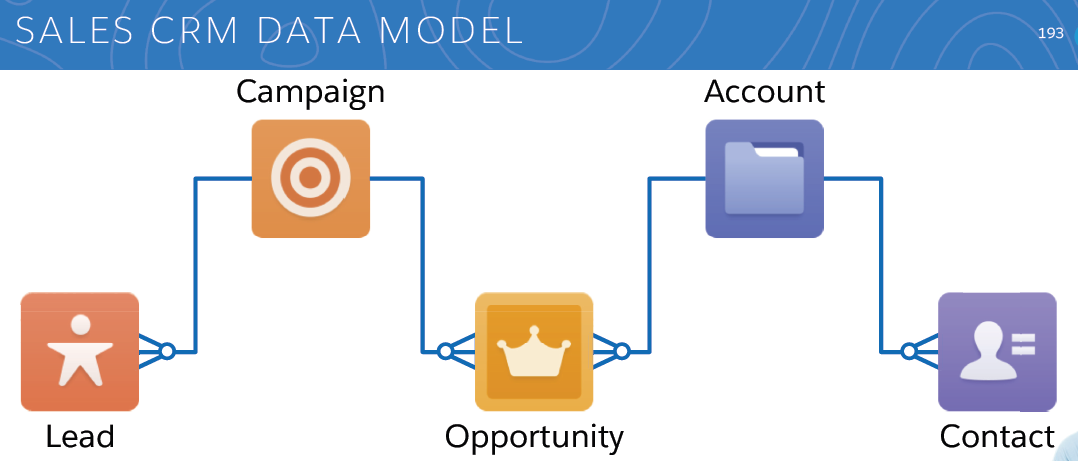 SALES CRM DATA MODEL
193
Campaign
Account
Lead
Opportunity
Contact